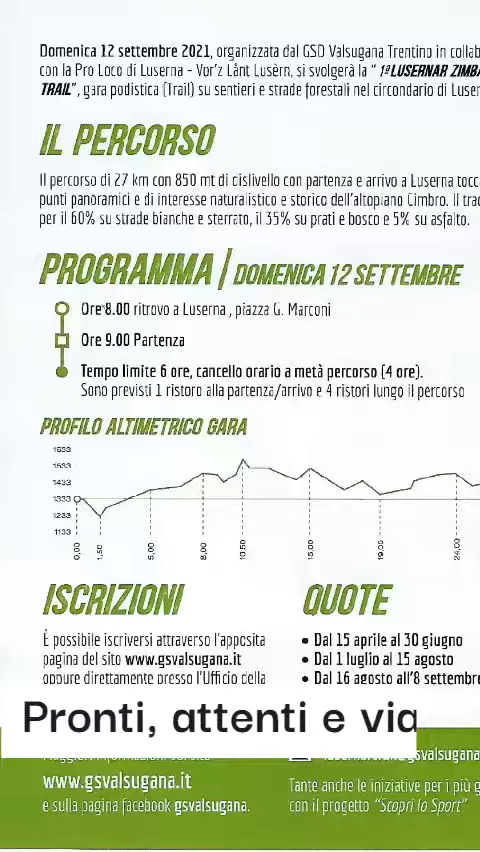 Domenica 12 settembre 2021, organizzata dal GSD Valsugana Trentino in collab
con la Pro Loco di Luserna - Vor'z Lånt Lusèrn, si svolgerà la " 1ª LUSERNAR ZIMBA
TRAIL", gara podistica (Trail) su sentieri e strade forestali nel circondario di Luser
IL PERCORSO
Il percorso di 27 km con 850 mt di dislivello con partenza e arrivo a Luserna tocc
punti panoramici e di interesse naturalistico e storico dell'altopiano Cimbro. Il trac
per il 60% su strade bianche e sterrato, il 35% su prati e bosco e 5% su asfalto.
PROGRAMMA / DOMENICA 12 SETTEMBRE
Ore 8.00 ritrovo a Luserna , piazza G. Marconi
Ore 9.00 Partenza
Tempo limite 6 ore, cancello orario a metà percorso (4 ore).
Sono previsti 1 ristoro alla partenza/arrivo e 4 ristori lungo il percorso
PROFILO ALTIMETRICO GARA
1633
1533
1433
1333
1233
1133
0,00 1,50 5,00 8,00 10,50 15,00 19,00 24,00
ISCRIZIONI
È possibile iscriversi attraverso l'apposita
pagina del sito www.gsvalsugana.it
oppure direttamente presso l'Ufficio della
QUOTE
• Dal 15 aprile al 30 giugno
• Dal 1 luglio al 15 agosto
• Dal 16 agosto all'8 settembre
Pronti, attenti e via
www.gsvalsugana.it
e sulla pagina facebook gsvalsugana.
Tante anche le iniziative per i più g
con il progetto "Scopri lo Sport"